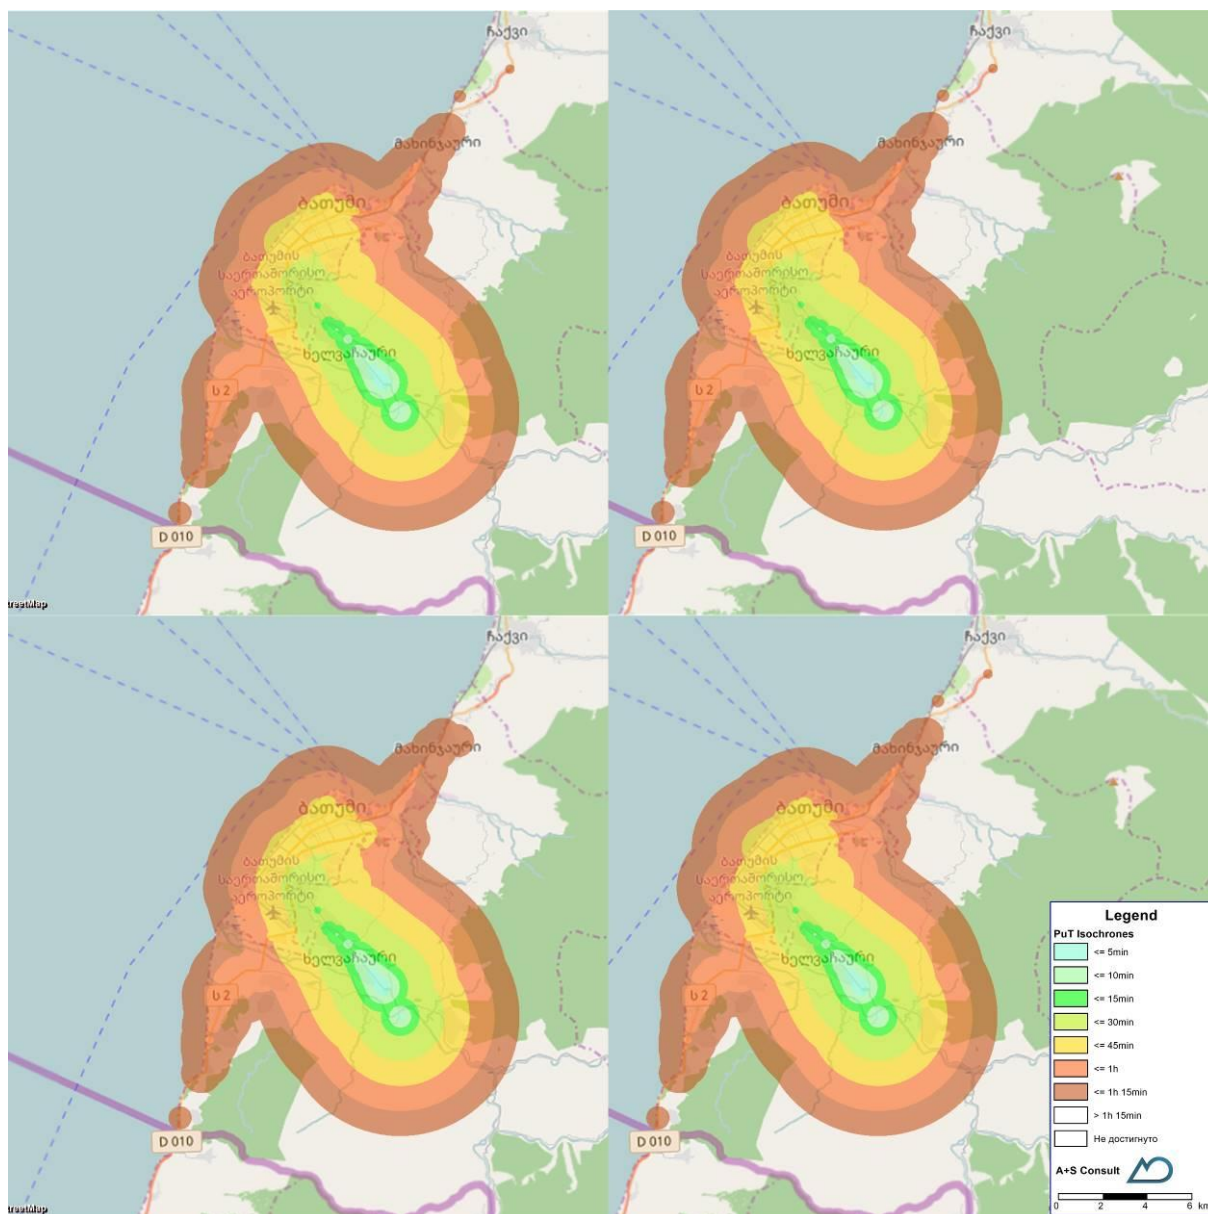 ჩაქვი
მახინჯაური
ბათუმი
ბათუმის
საერთაშორისო
აეროპორტი
ხელვაჩაური
ს 2
D 010
treetMap
ჩაქვი
მახინჯაური
ბათუმი
ბათუმის
საერთაშორისო
აეროპორტი
ხელვაჩაური
ს 2
D 010
ჩაქვი
მახინჯაური
ბათუმი
ბათუმის
საერთაშორისო
აეროპორტი
ხელვაჩაური
ს 2
D 010
treetMap
ჩაქვი
მახინჯაური
ბათუმი
ბათუმის
საერთაშორისო
აეროპორტი
ხელვაჩაური
ს 2
D 010
Legend
PuT Isochrones
<= 5min
<= 10min
<= 15min
<= 30min
<= 45min
<= 1h
<= 1h 15min
> 1h 15min
Не достигнуто
A+S Consult
0 2 4 6 km